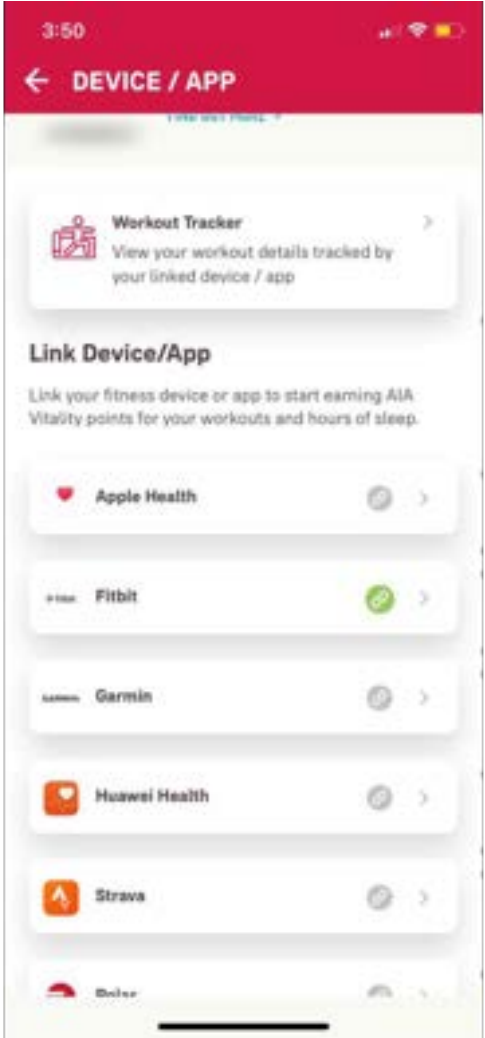 3:50
DEVICE / APP
Workout Tracker
View your workout details tracked by
your linked device / app
Link Device/App
Link your fitness device or app to start earning AIA
Vitality points for your workouts and hours of sleep.
Apple Health
Fitbit
Garmin
Huawei Health
Strava
Polar